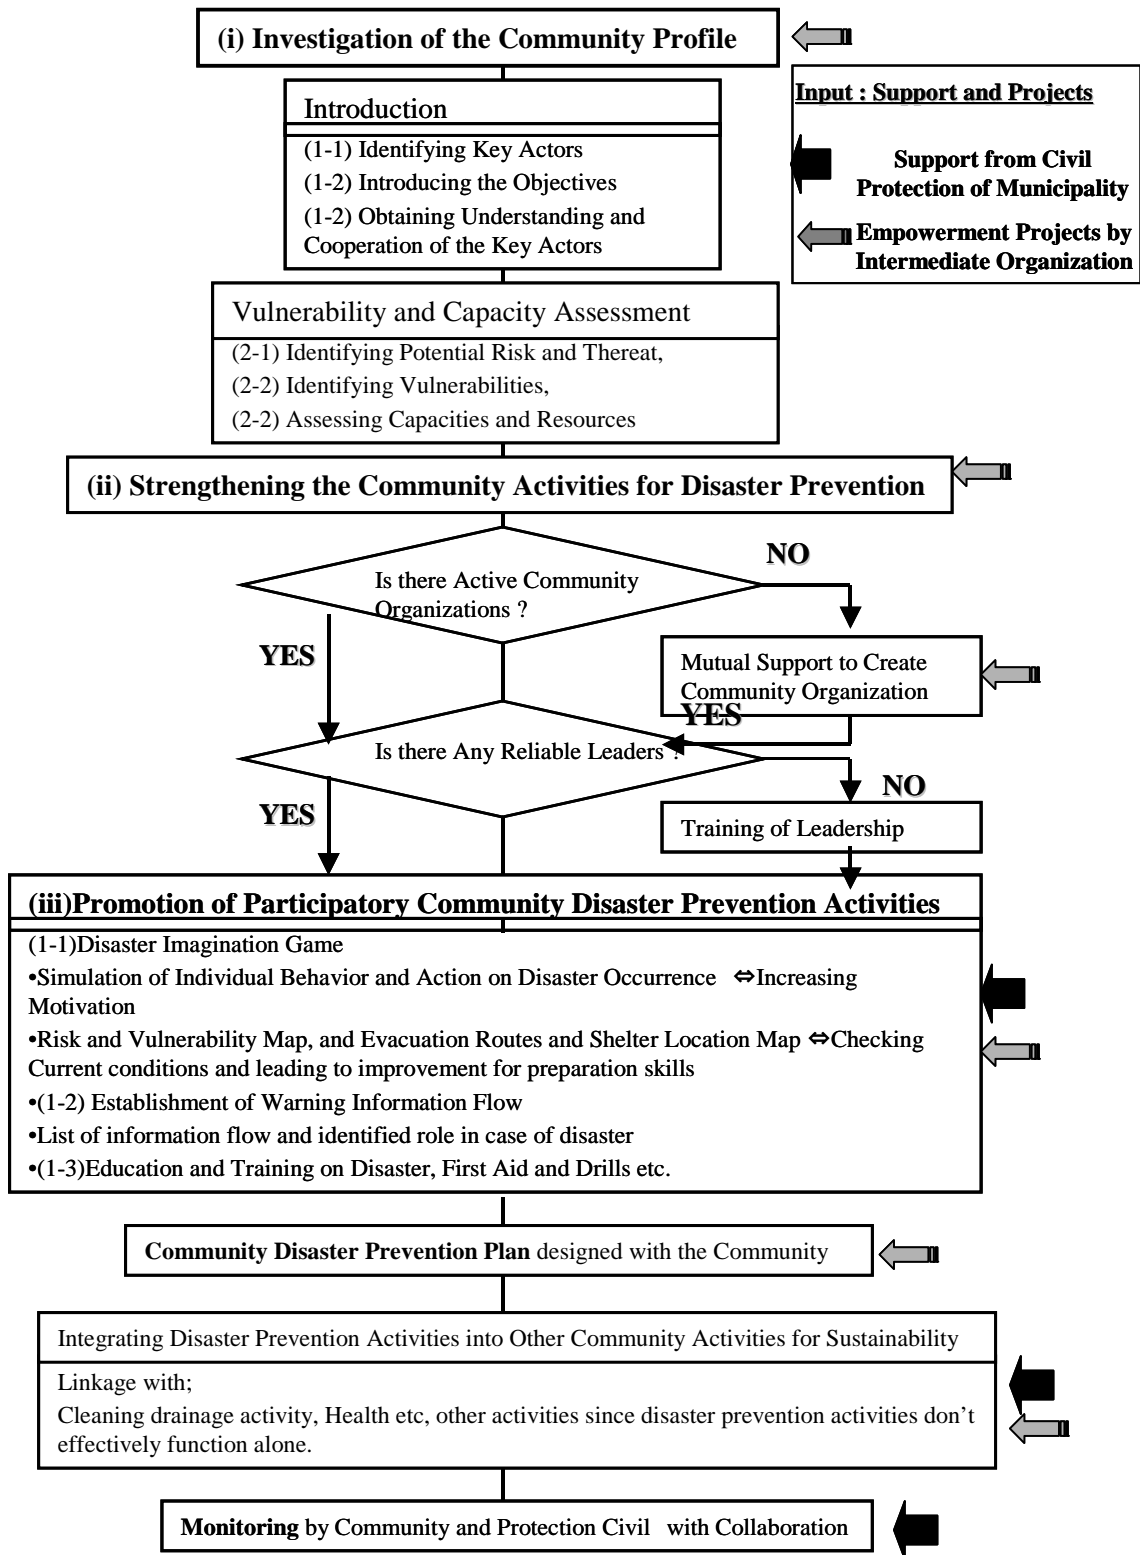 (i) Investigation of the Community Profile
Introduction
(1-1) Identifying Key Actors
(1-2) Introducing the Objectives
(1-2) Obtaining Understanding and
Cooperation of the Key Actors
Input : Support and Projects
Support from Civil
Protection of Municipality
Empowerment Projects by
Intermediate Organization
Vulnerability and Capacity Assessment
(2-1) Identifying Potential Risk and Thereat,
(2-2) Identifying Vulnerabilities,
(2-2) Assessing Capacities and Resources
(ii) Strengthening the Community Activities for Disaster Prevention
Is there Active Community
Organizations ?
NO
YES
Mutual Support to Create
Community Organization
YES
Is there Any Reliable Leaders ?
NO
YES
Training of Leadership
(iii)Promotion of Participatory Community Disaster Prevention Activities
(1-1)Disaster Imagination Game
•Simulation of Individual Behavior and Action on Disaster Occurrence ⇔Increasing
Motivation
•Risk and Vulnerability Map, and Evacuation Routes and Shelter Location Map ⇔Checking
Current conditions and leading to improvement for preparation skills
•(1-2) Establishment of Warning Information Flow
•List of information flow and identified role in case of disaster
•(1-3)Education and Training on Disaster, First Aid and Drills etc.
Community Disaster Prevention Plan designed with the Community
Integrating Disaster Prevention Activities into Other Community Activities for Sustainability
Linkage with;
Cleaning drainage activity, Health etc, other activities since disaster prevention activities don’t
effectively function alone.
Monitoring by Community and Protection Civil with Collaboration